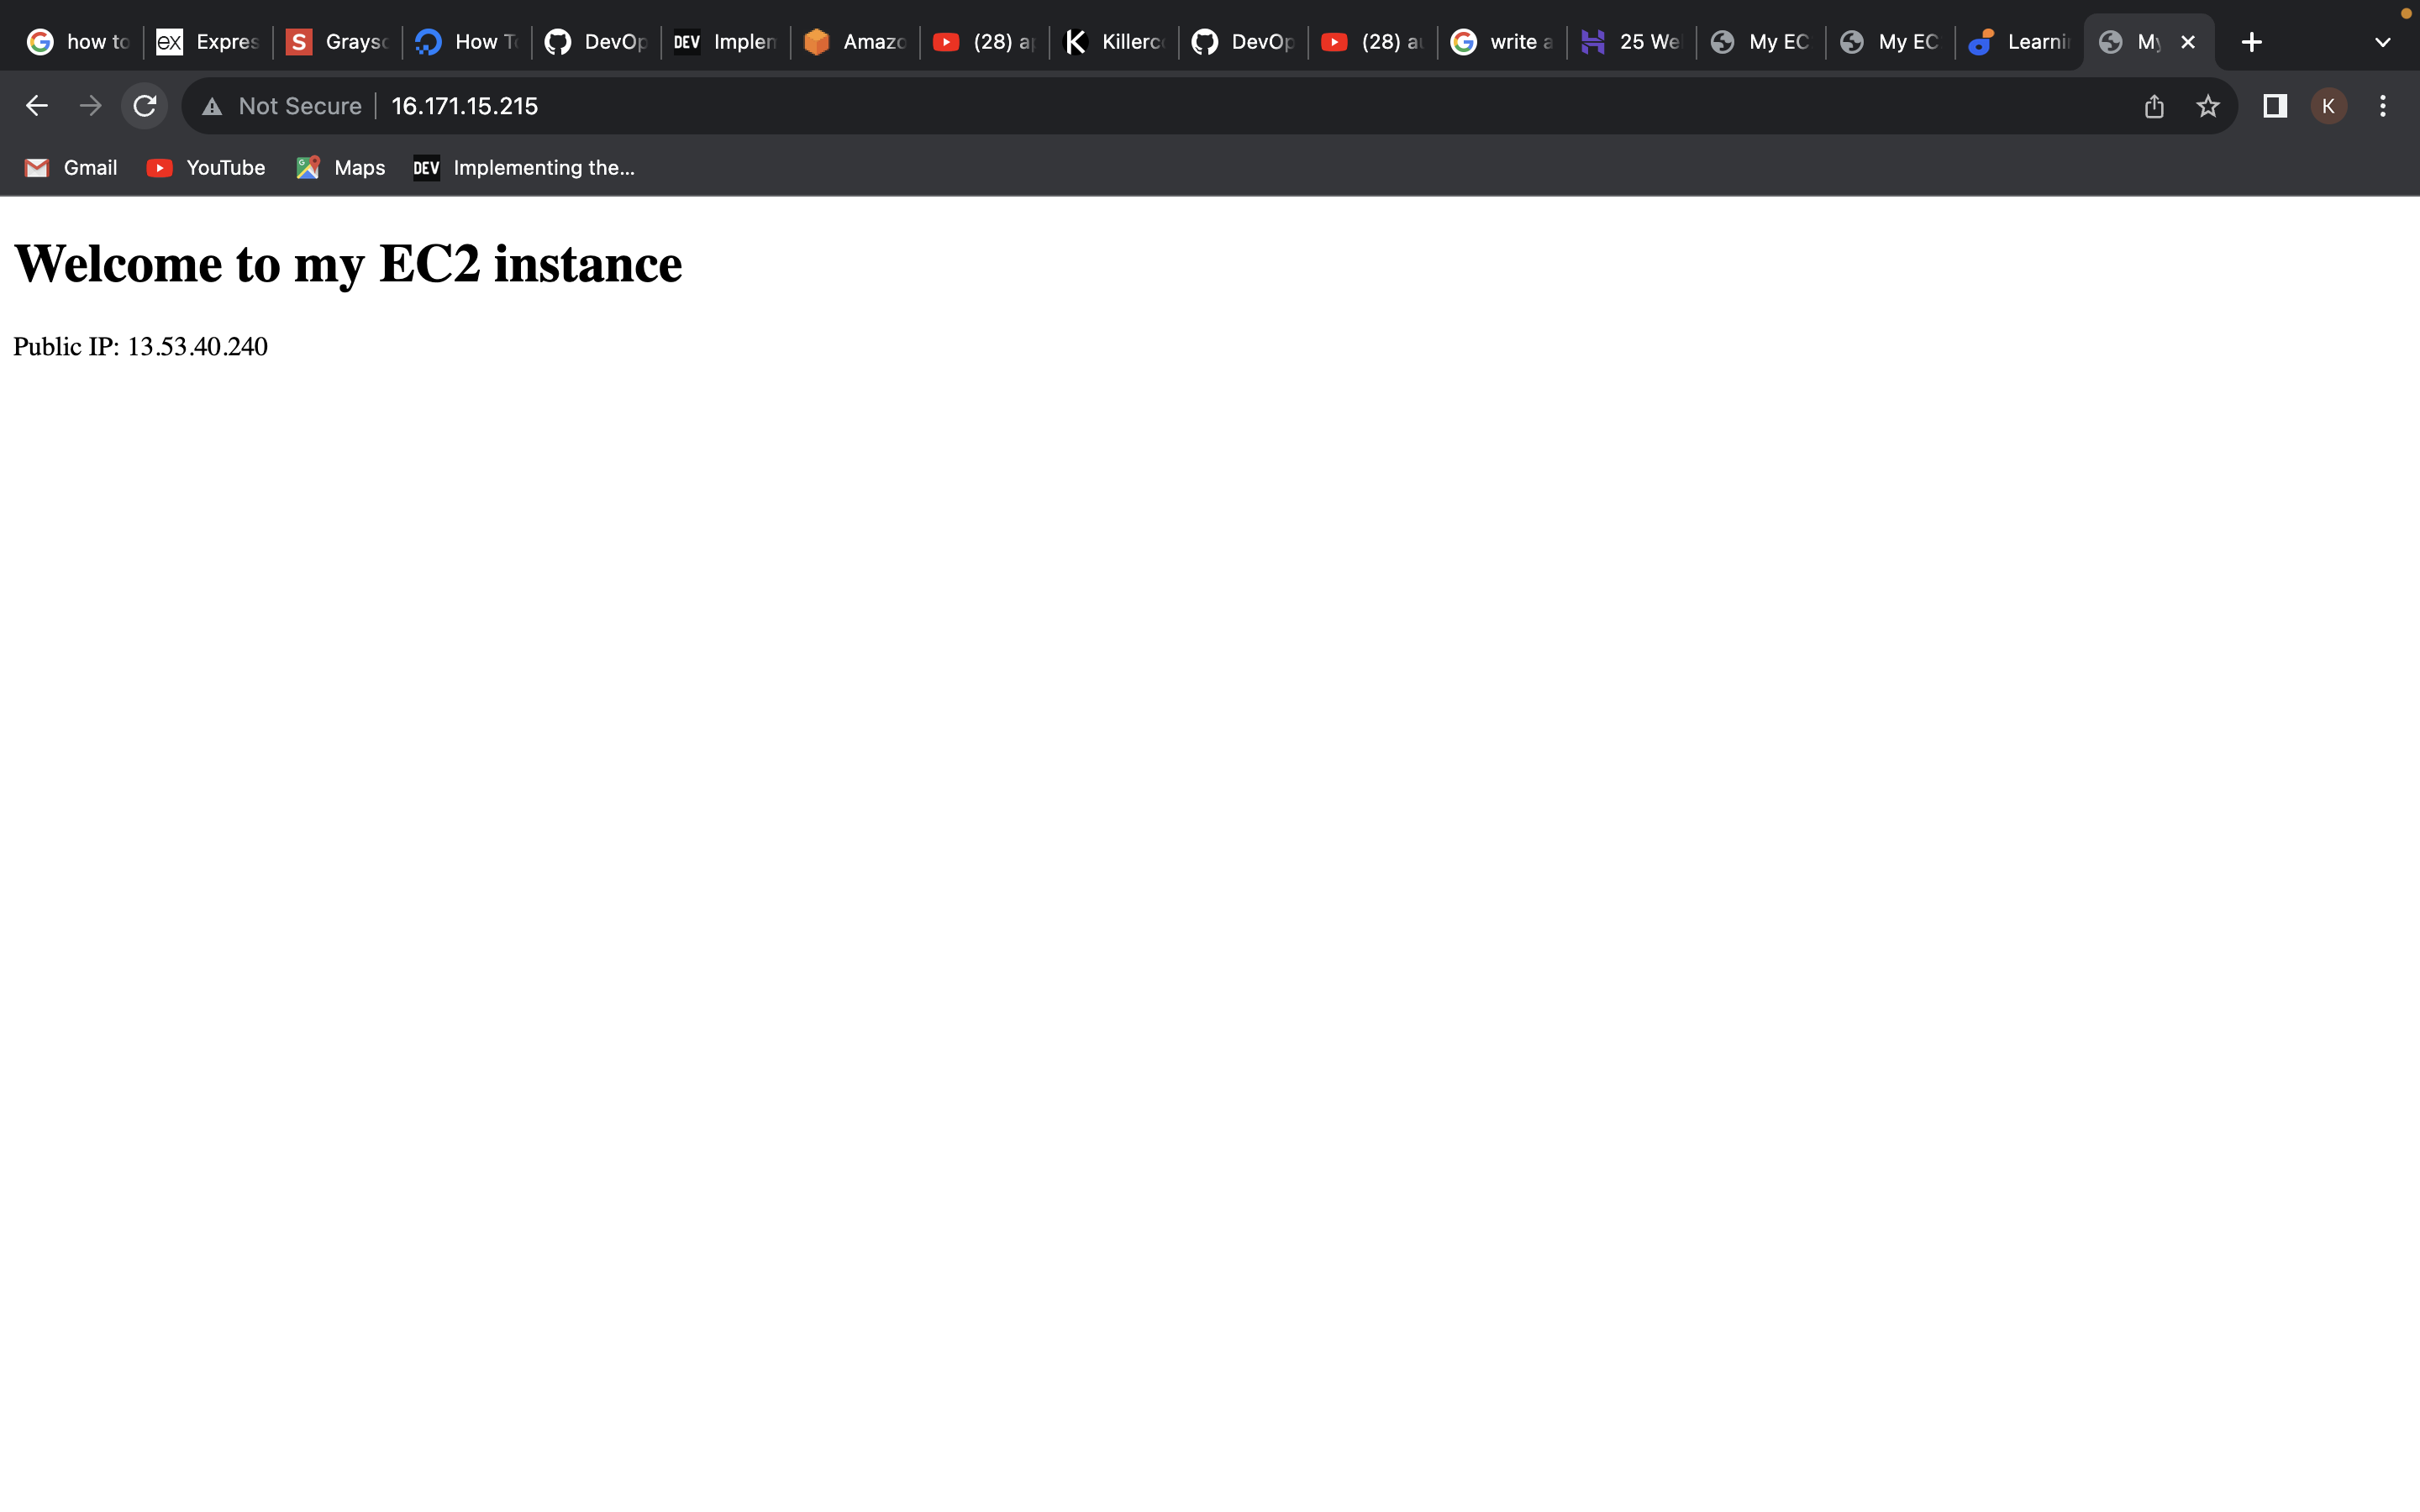 how to
Expres
S Graysc
How T
DevOp
DEV Implen
Amazo
(28) a
Killerc
DevOp
(28) a
write a
25 We
My EC
My EC
Learni
My
Not Secure 16.171.15.215
K
Gmail YouTube Maps DEV Implementing the...
Welcome to my EC2 instance
Public IP: 13.53.40.240